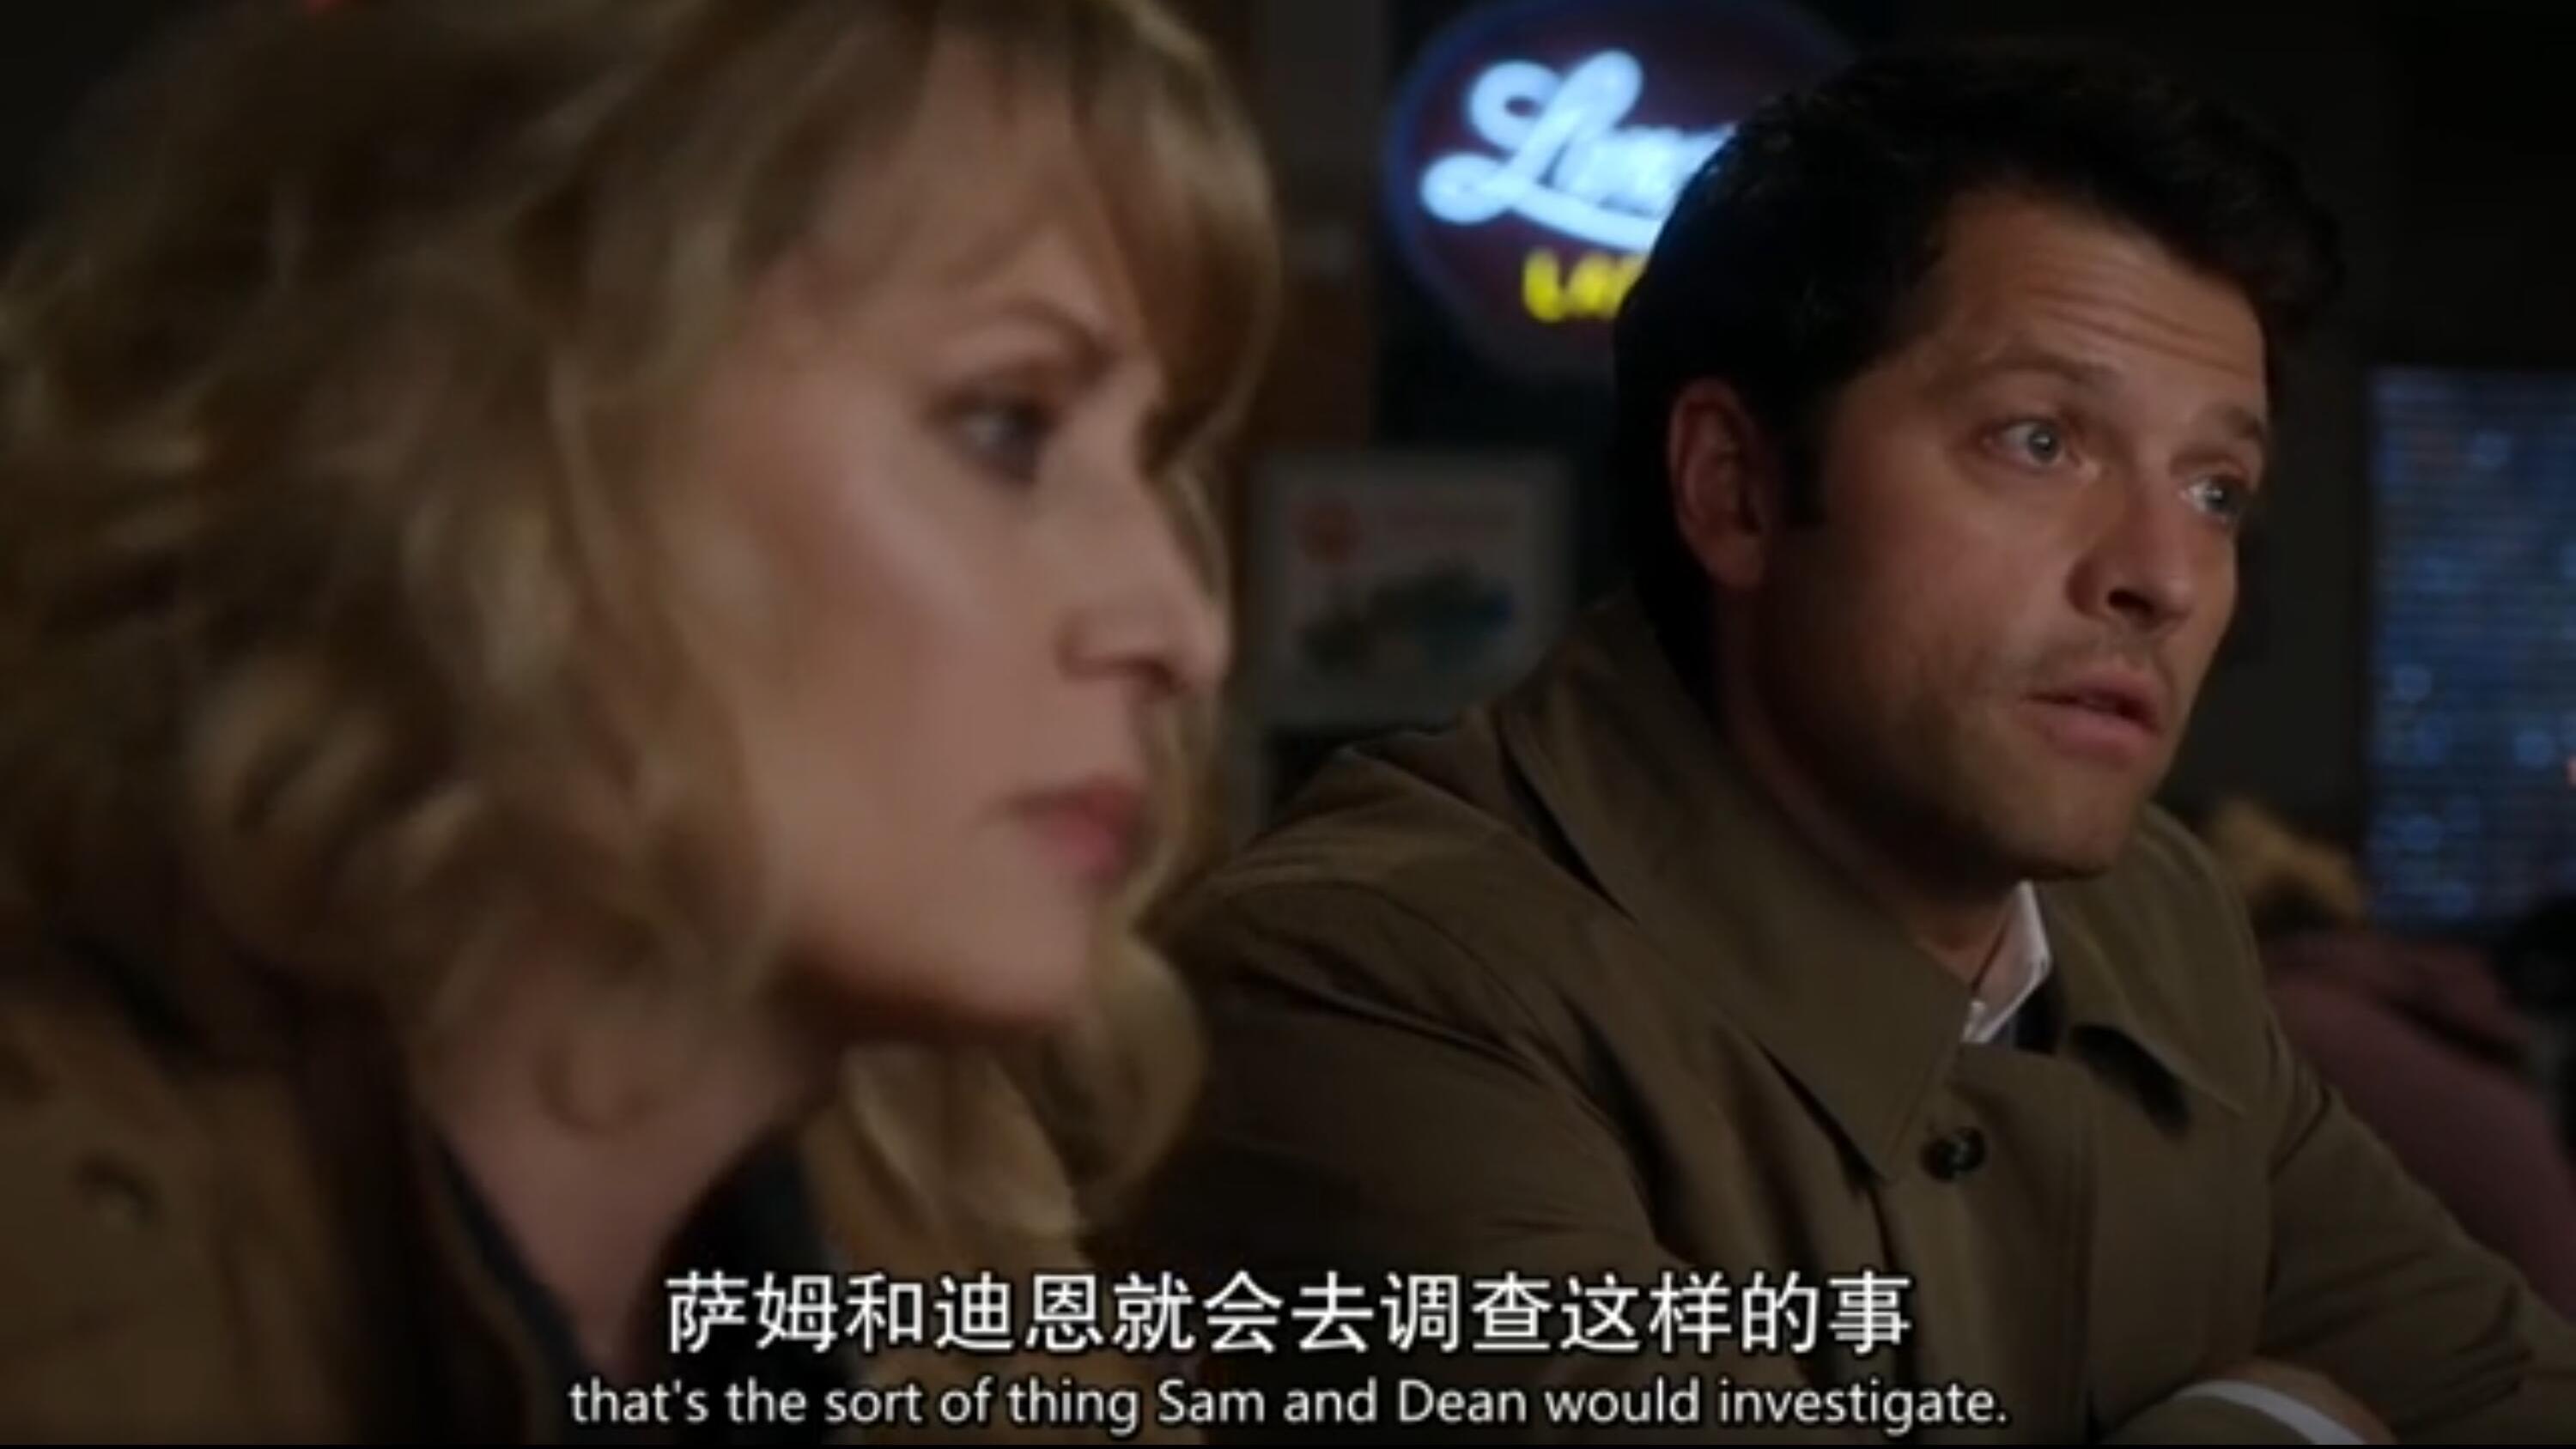 萨姆和迪恩就会去调查这样的事
that's the sort of thing Sam and Dean would investigate.